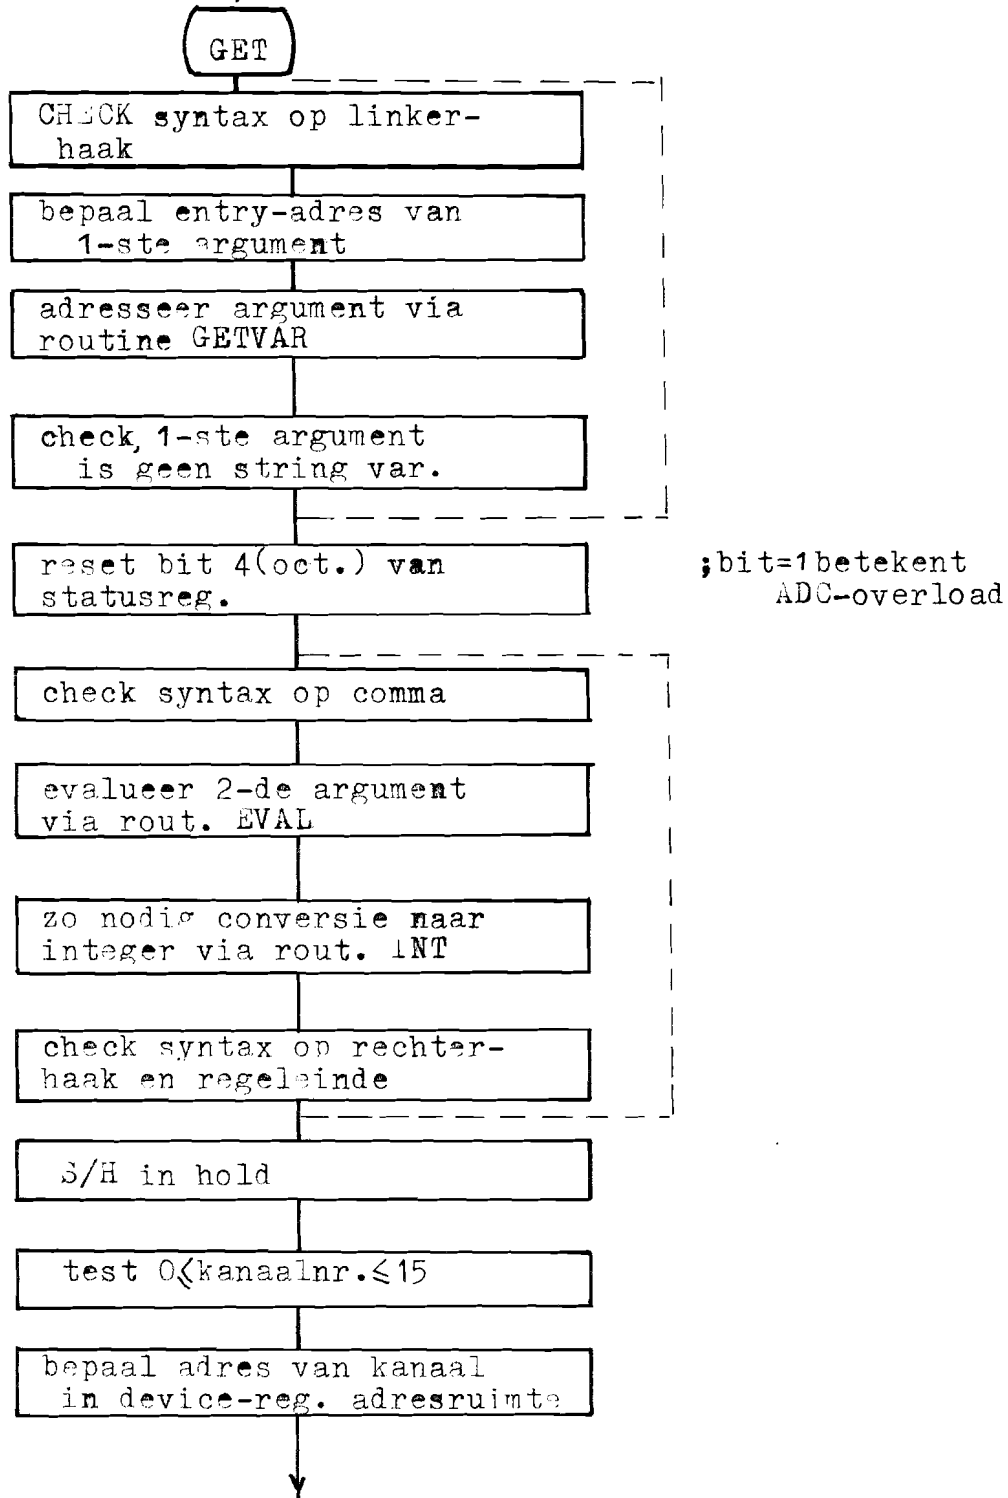 GET
CHECK syntax op linker-
haak
bepaal entry-adres van
1-ste argument
adresseer argument via
routine GETVAR
check, 1-ste argument
is geen string var.
reset bit 4(oct.) van
statusreg.
;bit=1 betekent
ADC-overload
check syntax op comma
evalueer 2-de argument
via rout. EVAL
zo nodig conversie naar
integer via rout. INT
check syntax op rechter-
haak en regeleinde
S/H in hold
test 0⩽kanaalnr.⩽15
bepaal adres van kanaal
in device-reg. adresruimte